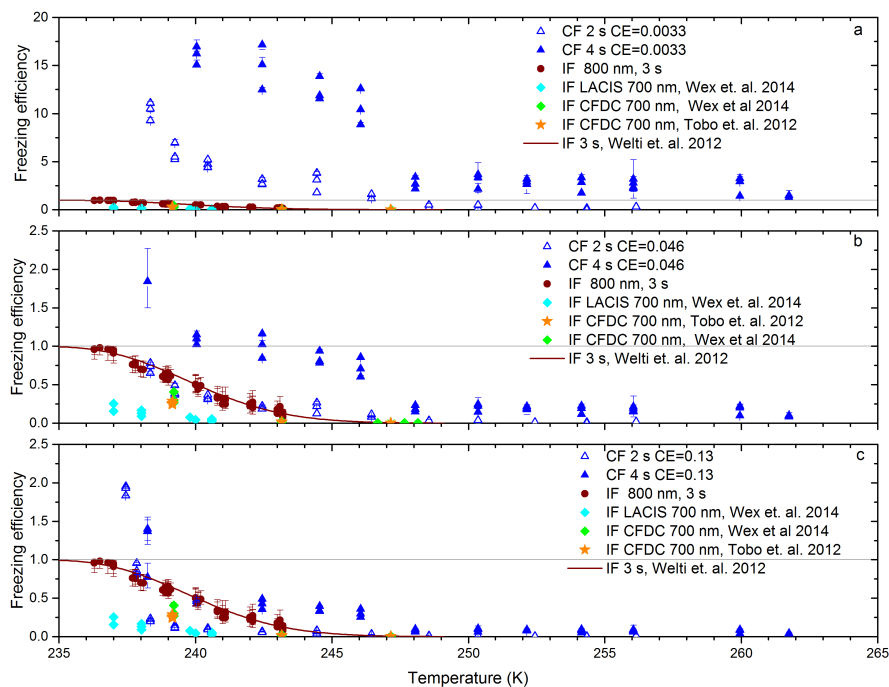 a
20
15
10
5
0
Freezing efficiency
CF 2 s CE=0.0033
CF 4 s CE=0.0033
IF 800 nm, 3 s
IF LACIS 700 nm, Wex et. al. 2014
IF CFDC 700 nm, Wex et al 2014
IF CFDC 700 nm, Tobo et. al. 2012
IF 3 s, Welti et. al. 2012
b
2.5
2.0
1.5
1.0
0.5
0.0
Freezing efficiency
CF 2 s CE=0.046
CF 4 s CE=0.046
IF 800 nm, 3 s
IF LACIS 700 nm, Wex et. al. 2014
IF CFDC 700 nm, Tobo et. al. 2012
IF CFDC 700 nm, Wex et al 2014
IF 3 s, Welti et. al. 2012
c
2.5
2.0
1.5
1.0
0.5
0.0
Freezing efficiency
CF 2 s CE=0.13
CF 4 s CE=0.13
IF 800 nm, 3 s
IF LACIS 700 nm, Wex et. al. 2014
IF CFDC 700 nm, Wex et al 2014
IF CFDC 700 nm, Tobo et. al. 2012
IF 3 s, Welti et. al. 2012
235 240 245 250 255 260 265
Temperature (K)